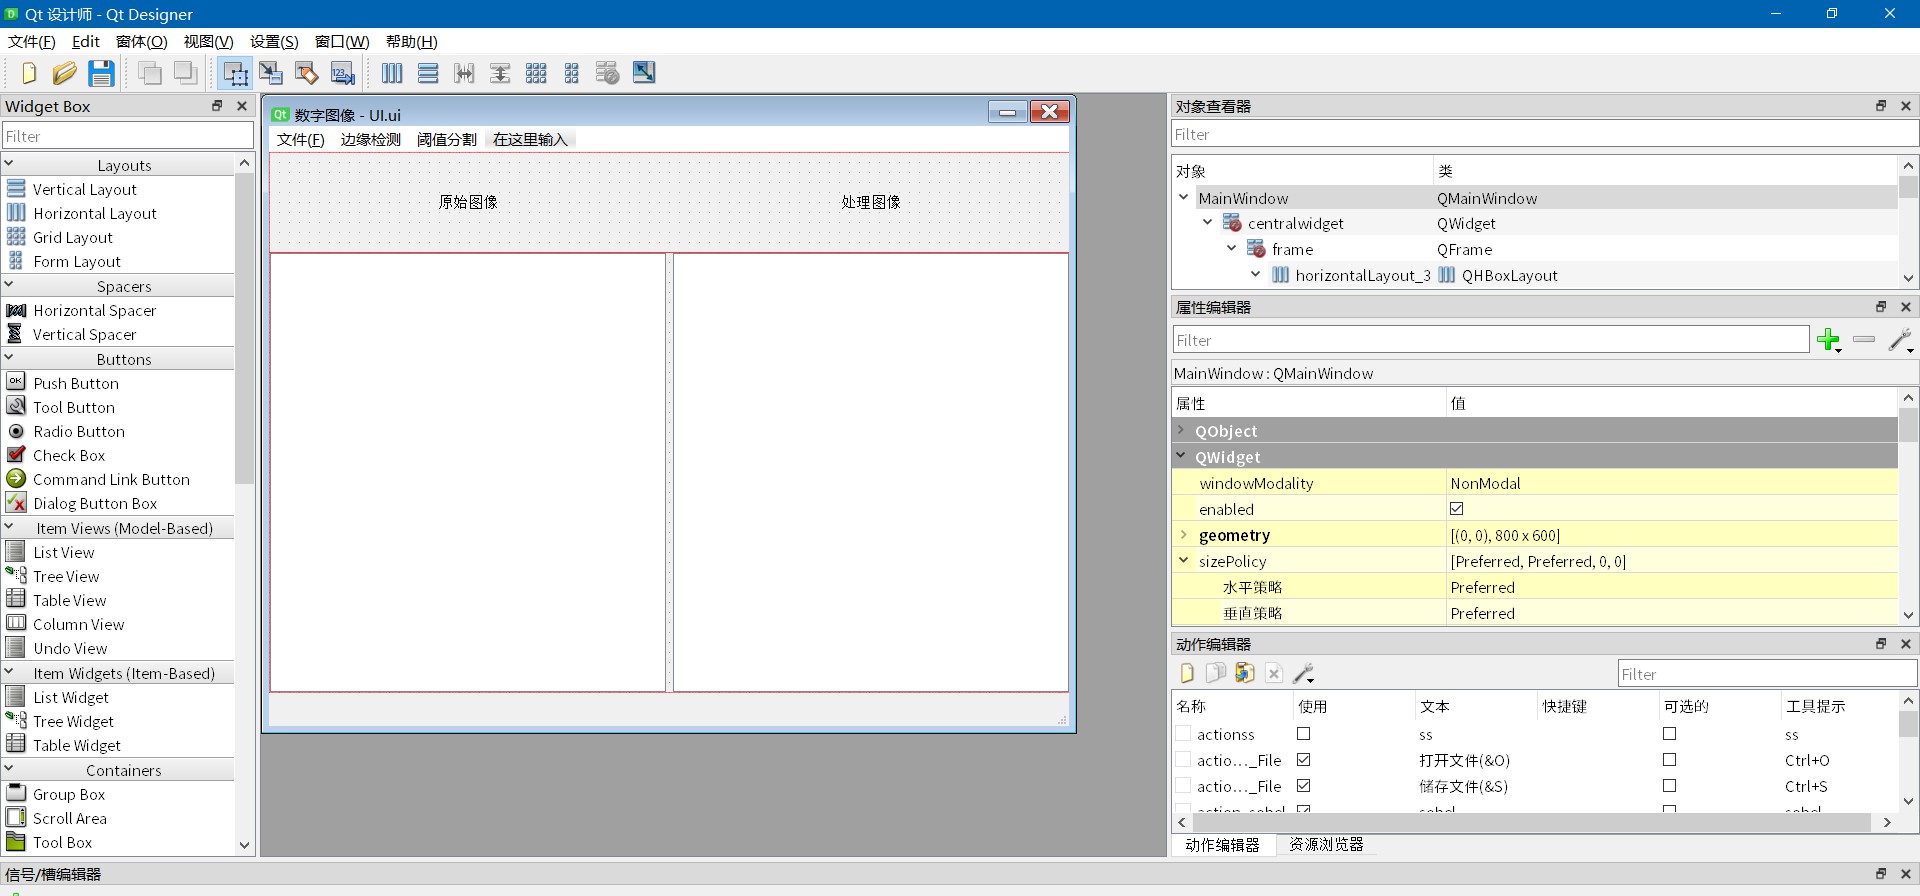 Qt 设计师 - Qt Designer
文件(F) Edit 窗体(O) 视图(V) 设置(S) 窗口(W) 帮助(H)
Widget Box
Filter
Layouts
Vertical Layout
Horizontal Layout
Grid Layout
Form Layout
Spacers
Horizontal Spacer
Vertical Spacer
Buttons
Push Button
Tool Button
Radio Button
Check Box
Command Link Button
Dialog Button Box
Item Views (Model-Based)
List View
Tree View
Table View
Column View
Undo View
Item Widgets (Item-Based)
List Widget
Tree Widget
Table Widget
Containers
Group Box
Scroll Area
Tool Box
信号/槽编辑器
数字图像 - UI.ui
文件(F) 边缘检测 阈值分割 在这里输入
原始图像 处理图像
对象查看器
Filter
对象 类
MainWindow QMainWindow
centralwidget QWidget
frame QFrame
horizontalLayout_3 QHBoxLayout
属性编辑器
Filter
MainWindow : QMainWindow
属性 值
QObject
QWidget
windowModality NonModal
enabled
geometry [(0, 0), 800 x 600]
sizePolicy [Preferred, Preferred, 0, 0]
水平策略 Preferred
垂直策略 Preferred
动作编辑器
Filter
名称 使用 文本 快捷键 可选的 工具提示
actionss ss ss
actio…_File 打开文件(&O) Ctrl+O
actio…_File 储存文件(&S) Ctrl+S
action_sobel sobel sobel
动作编辑器 资源浏览器